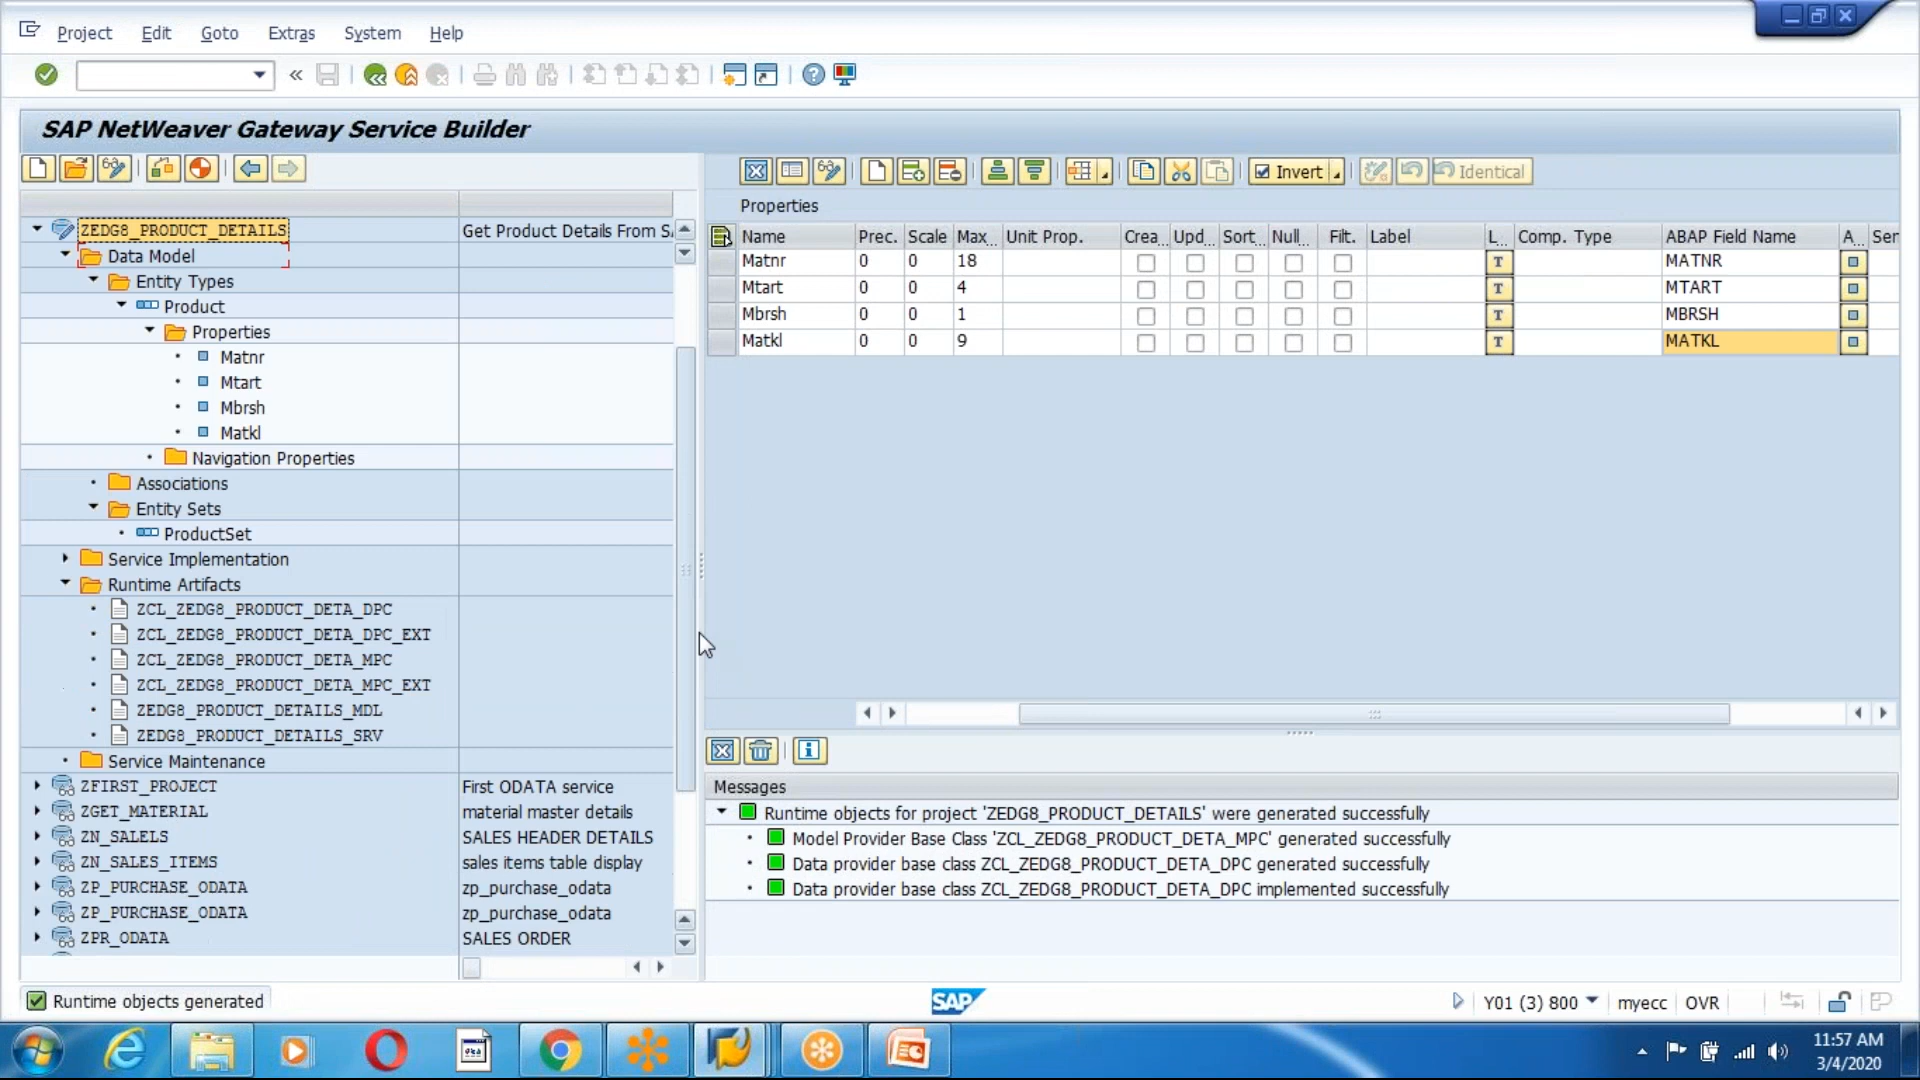 Project Edit Goto Extras System Help
SAP NetWeaver Gateway Service Builder
Invert
Identical
ZEDG8_PRODUCT_DETAILS Get Product Details From SA
Data Model
Entity Types
Product
Properties
Matnr
Mtart
Mbrsh
Matkl
Navigation Properties
Associations
Entity Sets
ProductSet
Service Implementation
Runtime Artifacts
ZCL_ZEDG8_PRODUCT_DETA_DPC
ZCL_ZEDG8_PRODUCT_DETA_DPC_EXT
ZCL_ZEDG8_PRODUCT_DETA_MPC
ZCL_ZEDG8_PRODUCT_DETA_MPC_EXT
ZEDG8_PRODUCT_DETAILS_MDL
ZEDG8_PRODUCT_DETAILS_SRV
Service Maintenance
ZFIRST_PROJECT First ODATA service
ZGET_MATERIAL material master details
ZN_SALELS SALES HEADER DETAILS
ZN_SALES_ITEMS sales items table display
ZP_PURCHASE_ODATA zp_purchase_odata
ZP_PURCHASE_ODATA zp_purchase_odata
ZPR_ODATA SALES ORDER
Properties
Name Prec. Scale Max... Unit Prop. Crea... Upd... Sort... Null... Filt. Label L... Comp. Type ABAP Field Name A... Sen
Matnr 0 0 18 T MATNR
Mtart 0 0 4 T MTART
Mbrsh 0 0 1 T MBRSH
Matkl 0 0 9 T MATKL
Messages
Runtime objects for project 'ZEDG8_PRODUCT_DETAILS' were generated successfully
Model Provider Base Class 'ZCL_ZEDG8_PRODUCT_DETA_MPC' generated successfully
Data provider base class ZCL_ZEDG8_PRODUCT_DETA_DPC generated successfully
Data provider base class ZCL_ZEDG8_PRODUCT_DETA_DPC implemented successfully
Runtime objects generated
SAP
Y01 (3) 800 myecc OVR
11:57 AM
3/4/2020